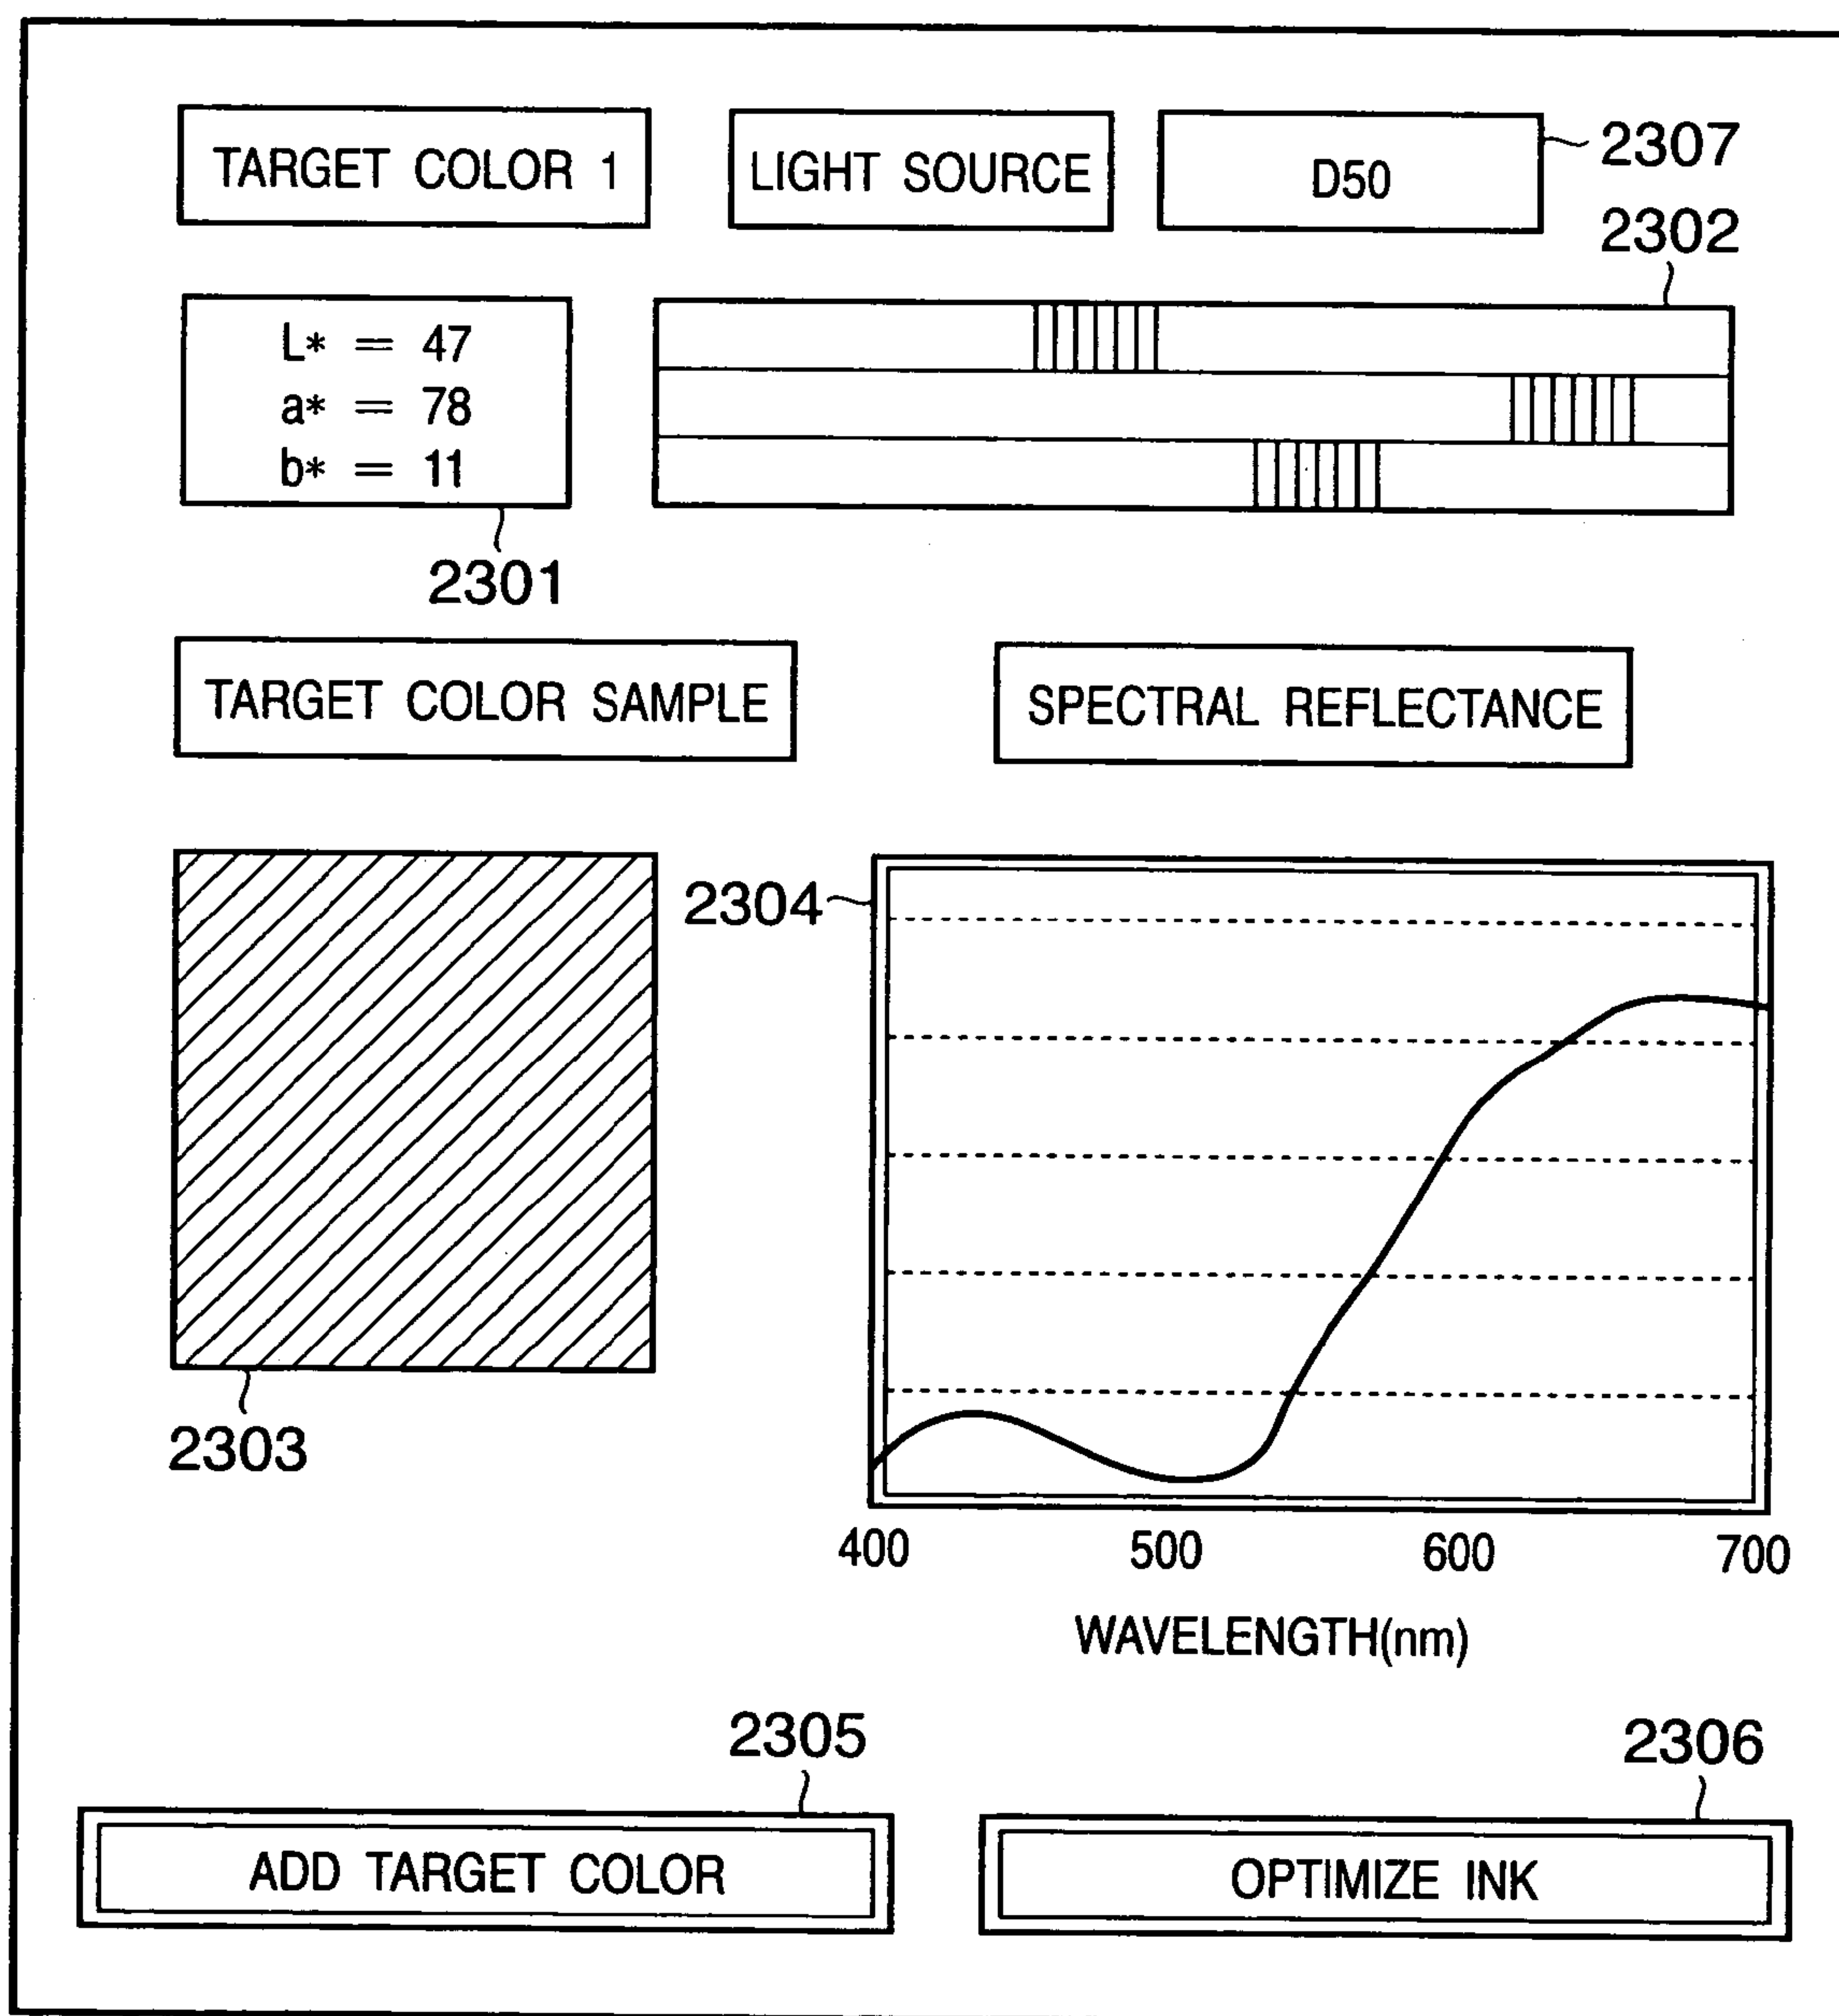 TARGET COLOR 1
LIGHT SOURCE
D50
2307
2302
L* = 47
a* = 78
b* = 11
2301
TARGET COLOR SAMPLE
SPECTRAL REFLECTANCE
2304
2303
400 500 600 700
WAVELENGTH(nm)
2305
2306
ADD TARGET COLOR
OPTIMIZE INK